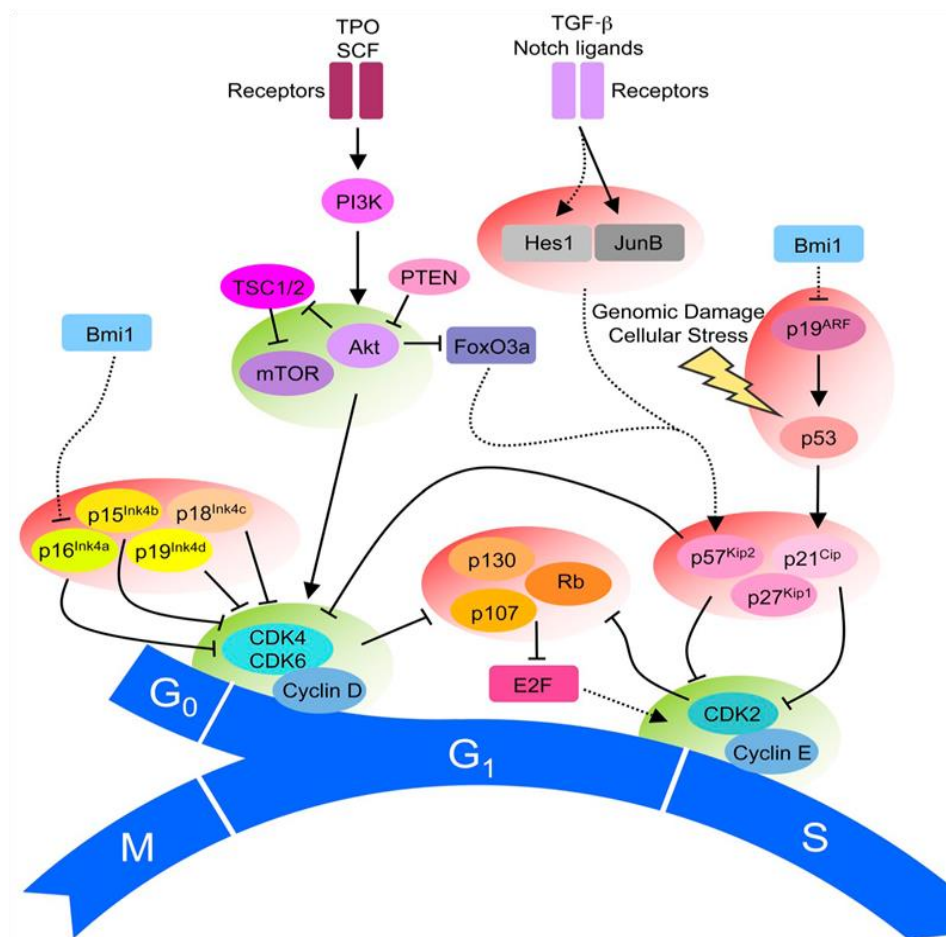 TPO
SCF
Receptors
TGF-β
Notch ligands
Receptors
PI3K
Hes1
JunB
Bmi1
TSC1/2
PTEN
Genomic Damage
Cellular Stress
p19ARF
Bmi1
Akt
FoxO3a
mTOR
p53
p15Ink4b
p18Ink4c
p16Ink4a
p19Ink4d
p130
Rb
p107
p57Kip2
p21Cip
p27Kip1
CDK4
CDK6
Cyclin D
E2F
CDK2
Cyclin E
G0
G1
M
S